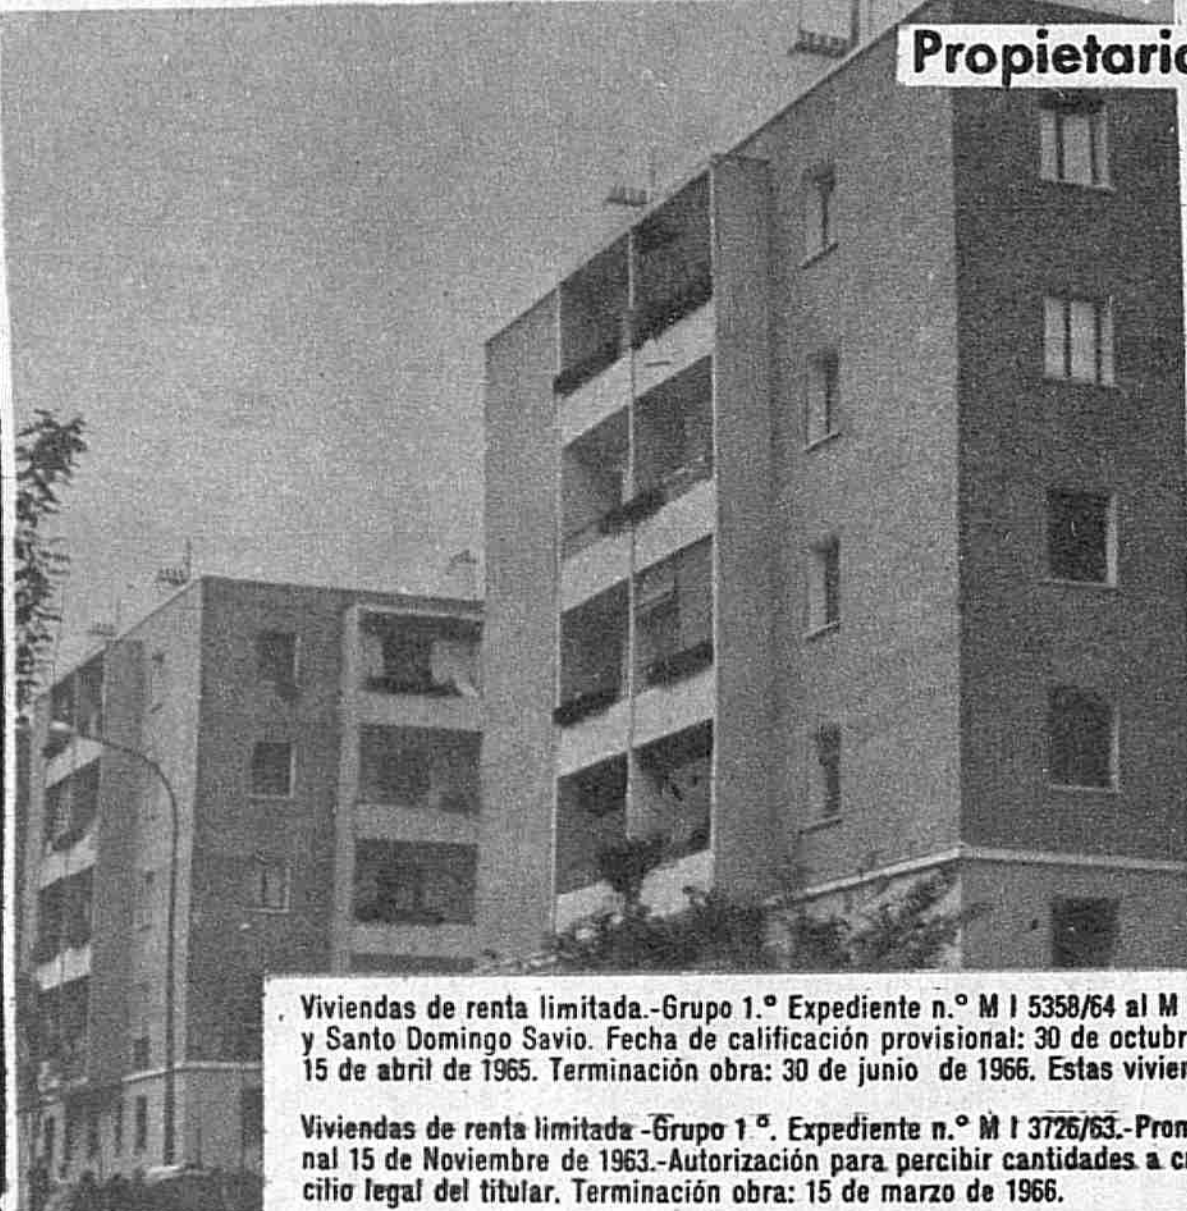 Propietario
Viviendas de renta limitada.-Grupo 1.º Expediente n.º M I 5358/64 al M
y Santo Domingo Savio. Fecha de calificación provisional: 30 de octubr
15 de abril de 1965. Terminación obra: 30 de junio de 1966. Estas vivien
Viviendas de renta limitada -Grupo 1 º. Expediente n.º M I 3726/63.-Prom
nal 15 de Noviembre de 1963.-Autorización para percibir cantidades a cu
cilio legal del titular. Terminación obra: 15 de marzo de 1966.